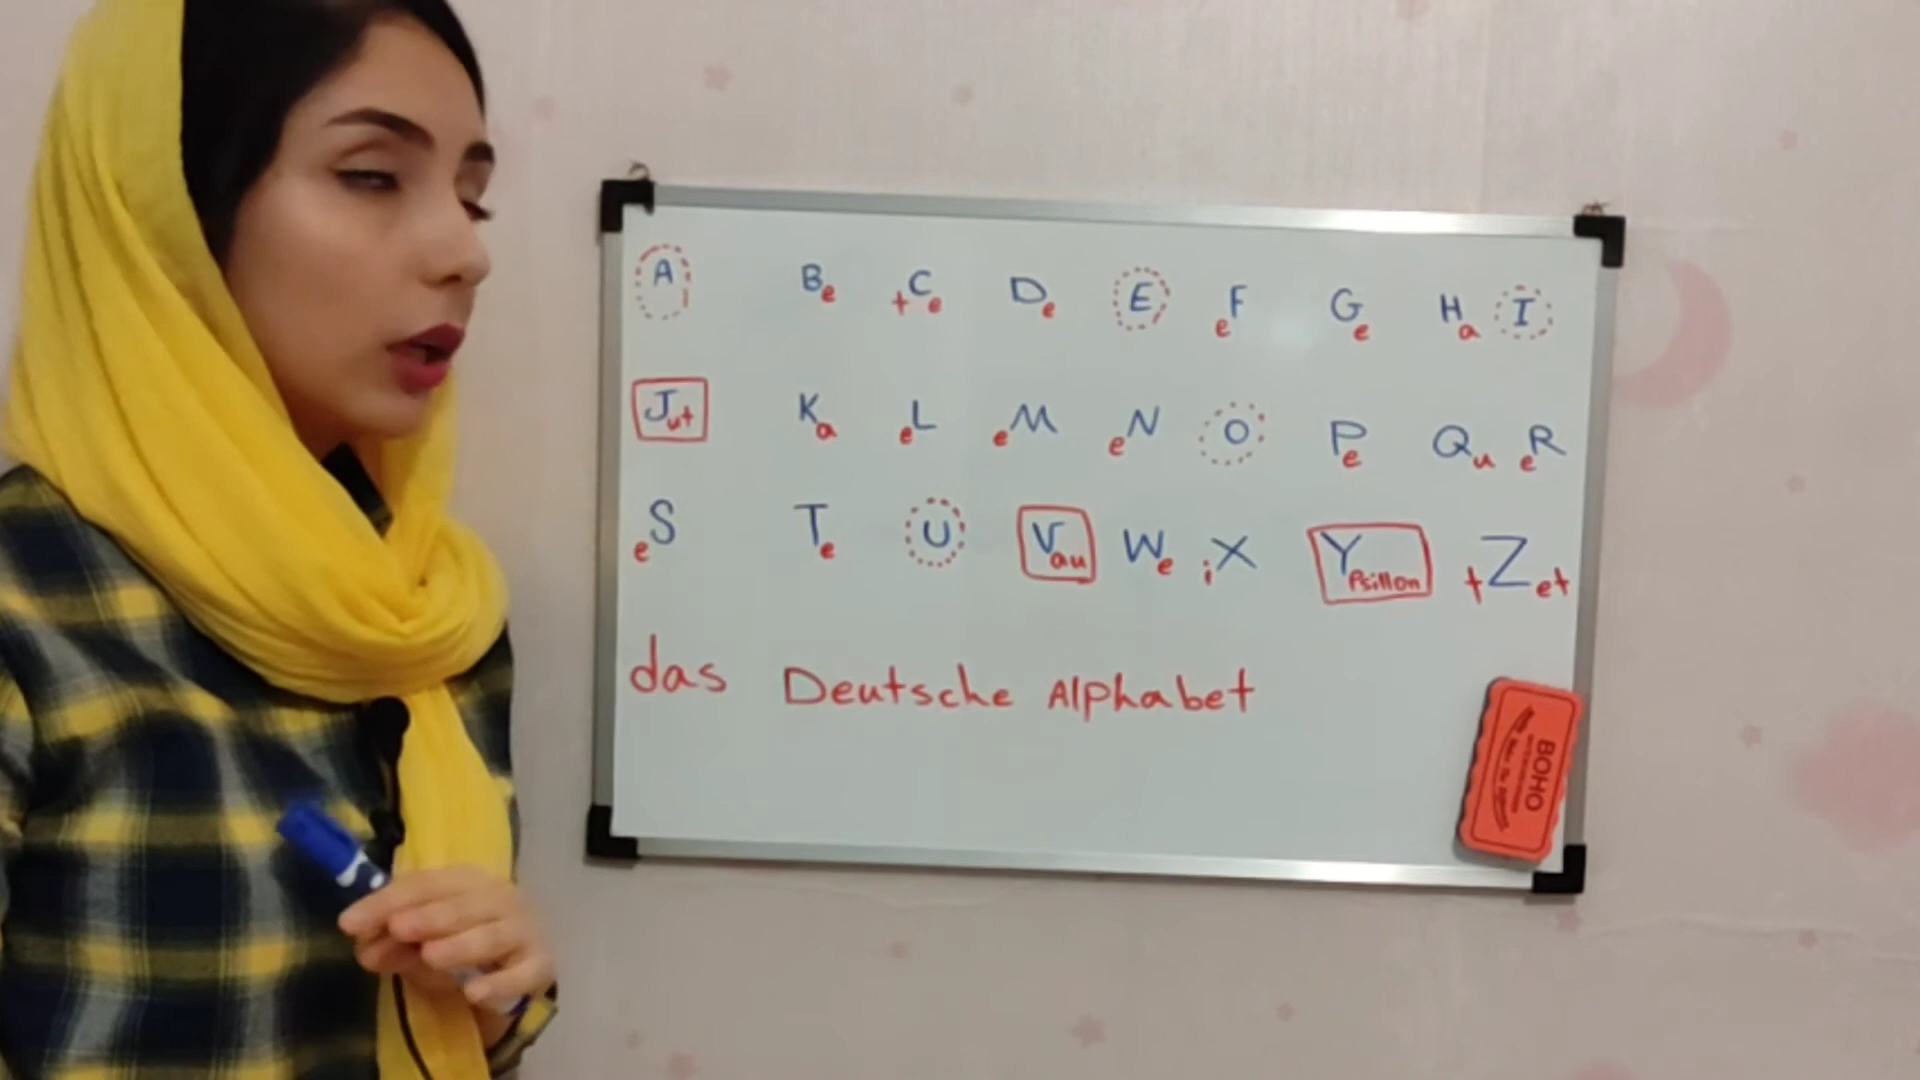 A Be tCe De E eF Ge Ha I
Jut Ka eL eM eN O Pe Qu eR
eS Te U Vau We iX YPsillon tZet
das Deutsche Alphabet
BOHO